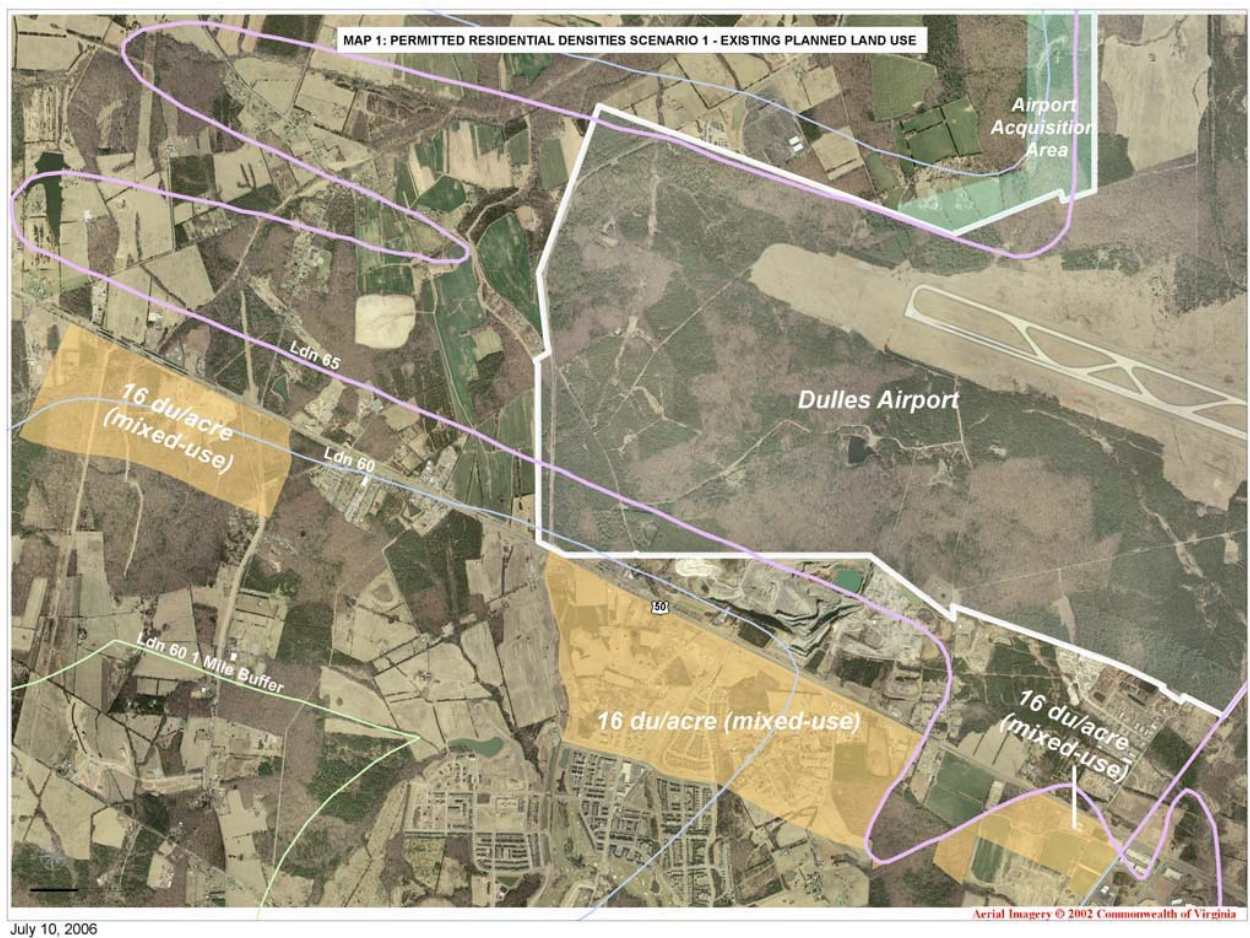 MAP 1: PERMITTED RESIDENTIAL DENSITIES SCENARIO 1 - EXISTING PLANNED LAND USE
Airport
Acquisition
Area
Ldn 65
Dulles Airport
16 du/acre
(mixed-use)
Ldn 60
50
Ldn 60 1 Mile Buffer
16 du/acre (mixed-use)
16 du/acre
(mixed-use)
Aerial Imagery © 2002 Commonwealth of Virginia
July 10, 2006